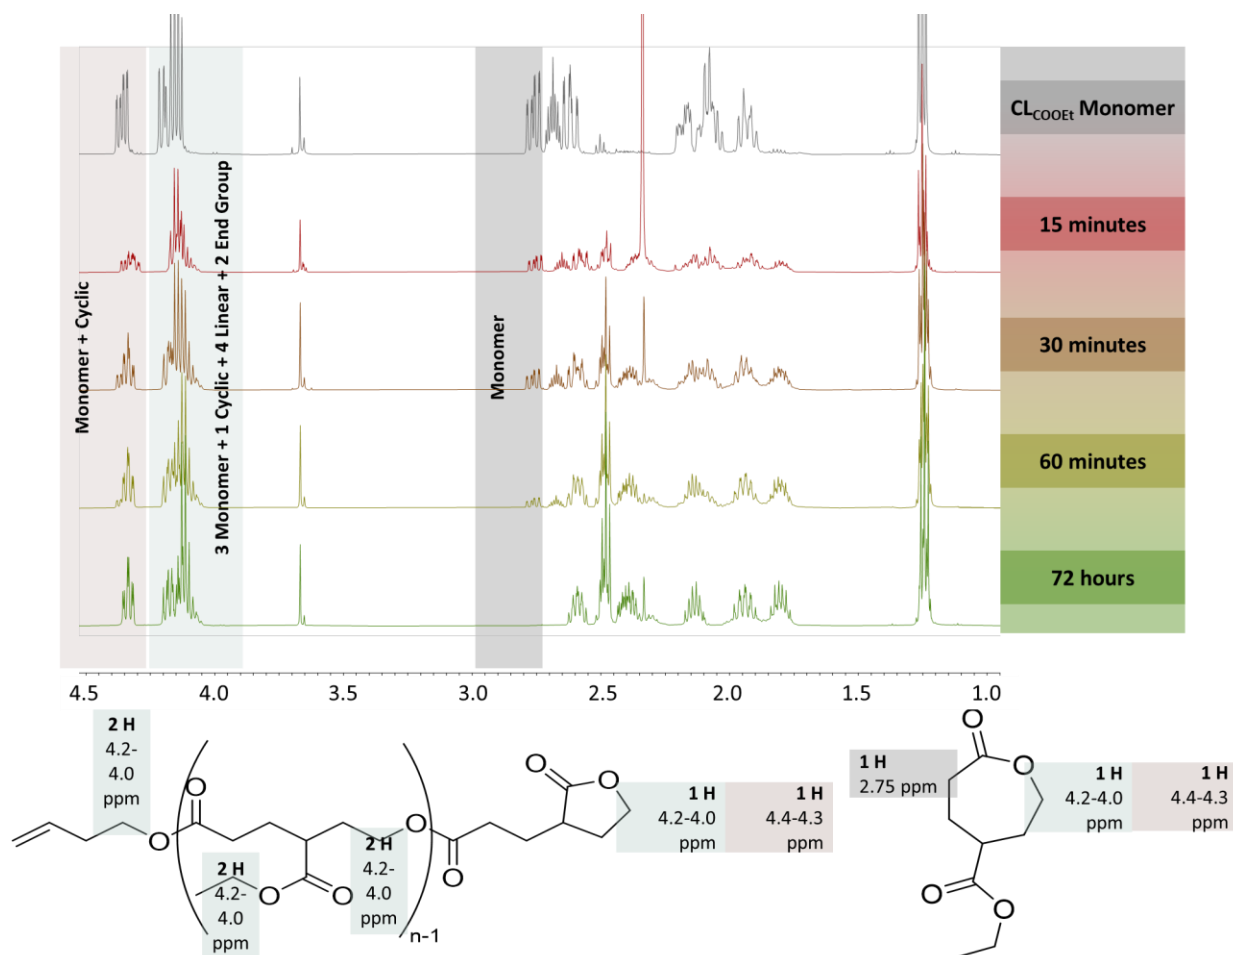 CLCOOEt Monomer
15 minutes
30 minutes
60 minutes
72 hours
Monomer + Cyclic
3 Monomer + 1 Cyclic + 4 Linear + 2 End Group
Monomer
4.5 4.0 3.5 3.0 2.5 2.0 1.5 1.0
2 H
4.2-
4.0
ppm
O
O
O
O
2 H
4.2-
4.0
ppm
O
O
2 H
4.2-
4.0
ppm
n-1
O
O
O
1 H
4.2-4.0
ppm
1 H
4.4-4.3
ppm
1 H
2.75 ppm
O
O
1 H
4.2-4.0
ppm
1 H
4.4-4.3
ppm
O
O